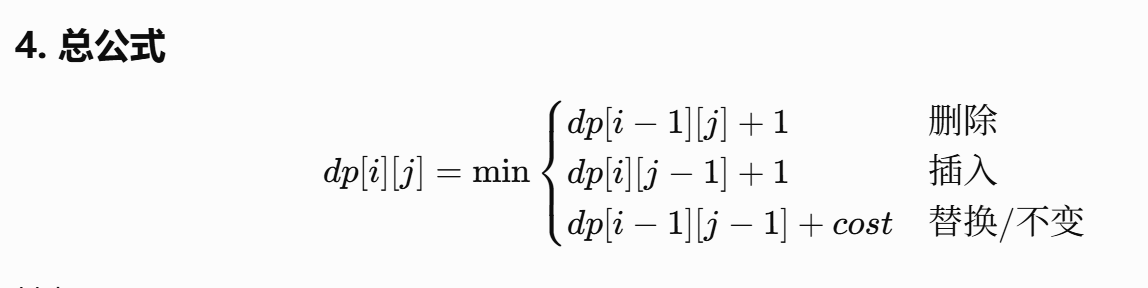 4. 总公式
dp[i − 1][j] + 1 删除
dp[i][j] = min { dp[i][j − 1] + 1 插入
dp[i − 1][j − 1] + cost 替换/不变